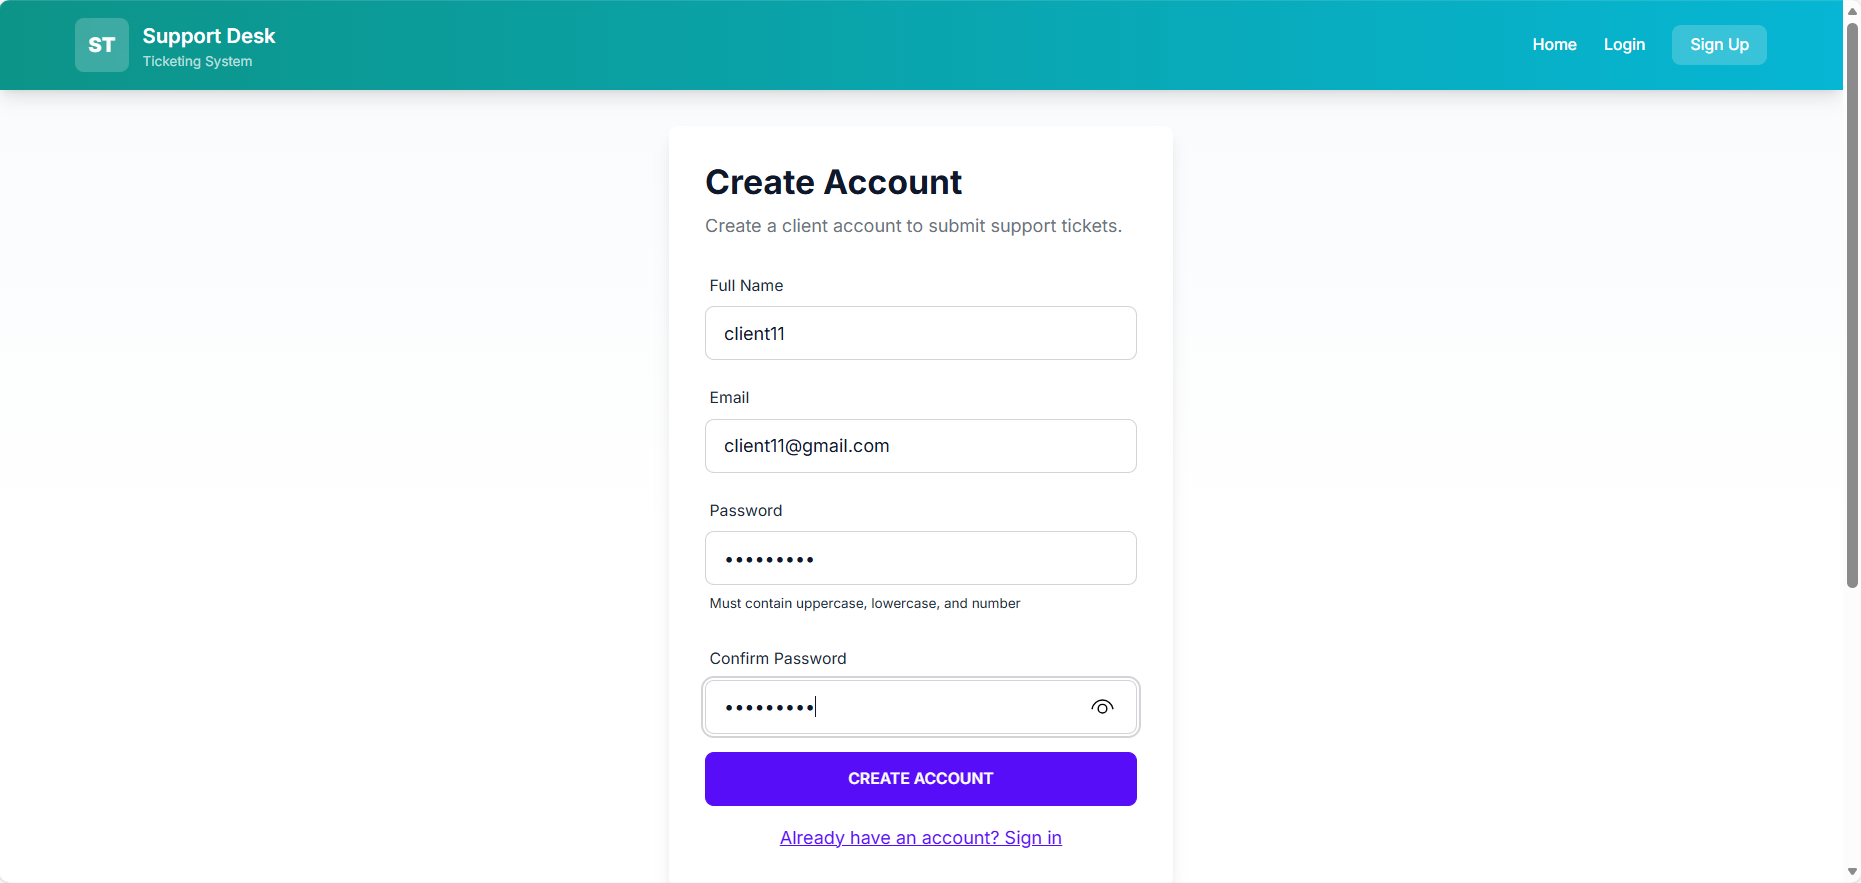 ST
Support Desk
Ticketing System
Home
Login
Sign Up
Create Account
Create a client account to submit support tickets.
Full Name
client11
Email
client11@gmail.com
Password
•••••••••
Must contain uppercase, lowercase, and number
Confirm Password
•••••••••
CREATE ACCOUNT
Already have an account? Sign in